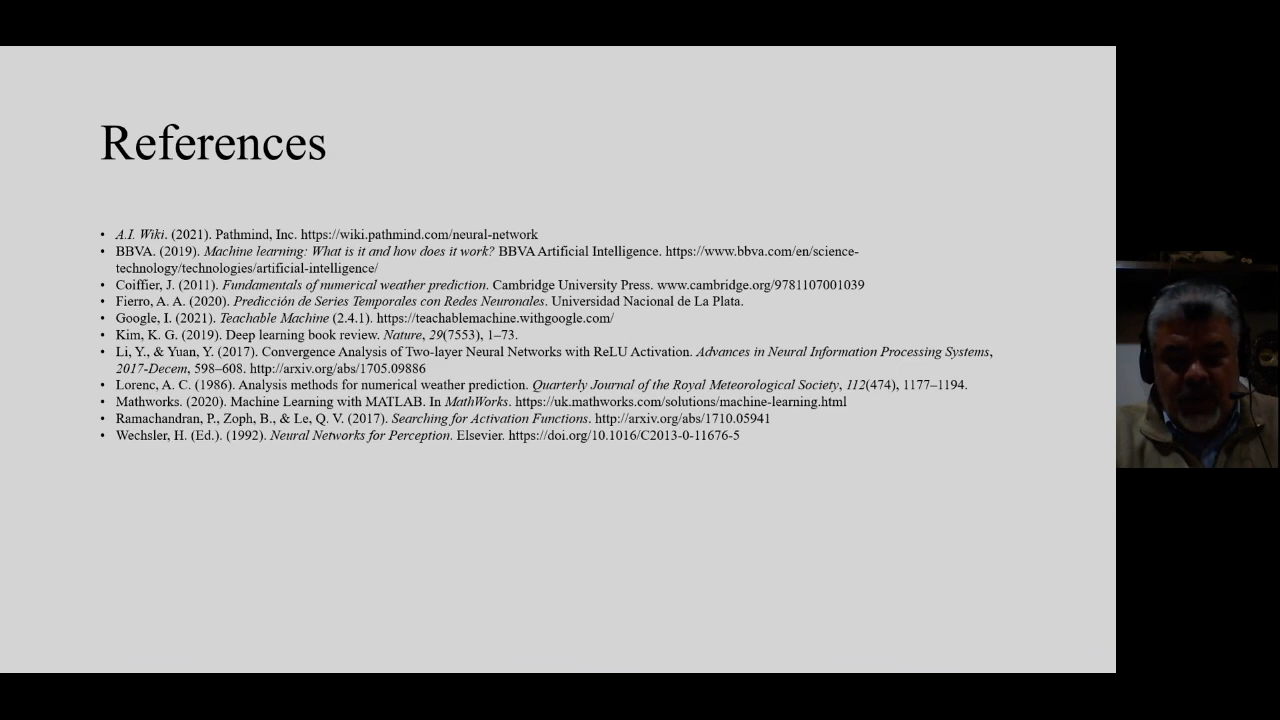 References
• A.I. Wiki. (2021). Pathmind, Inc. https://wiki.pathmind.com/neural-network
• BBVA. (2019). Machine learning: What is it and how does it work? BBVA Artificial Intelligence. https://www.bbva.com/en/science-
technology/technologies/artificial-intelligence/
• Coiffier, J. (2011). Fundamentals of numerical weather prediction. Cambridge University Press. www.cambridge.org/9781107001039
• Fierro, A. A. (2020). Predicción de Series Temporales con Redes Neuronales. Universidad Nacional de La Plata.
• Google, I. (2021). Teachable Machine (2.4.1). https://teachablemachine.withgoogle.com/
• Kim, K. G. (2019). Deep learning book review. Nature, 29(7553), 1–73.
• Li, Y., & Yuan, Y. (2017). Convergence Analysis of Two-layer Neural Networks with ReLU Activation. Advances in Neural Information Processing Systems,
2017-Decem, 598–608. http://arxiv.org/abs/1705.09886
• Lorenc, A. C. (1986). Analysis methods for numerical weather prediction. Quarterly Journal of the Royal Meteorological Society, 112(474), 1177–1194.
• Mathworks. (2020). Machine Learning with MATLAB. In MathWorks. https://uk.mathworks.com/solutions/machine-learning.html
• Ramachandran, P., Zoph, B., & Le, Q. V. (2017). Searching for Activation Functions. http://arxiv.org/abs/1710.05941
• Wechsler, H. (Ed.). (1992). Neural Networks for Perception. Elsevier. https://doi.org/10.1016/C2013-0-11676-5